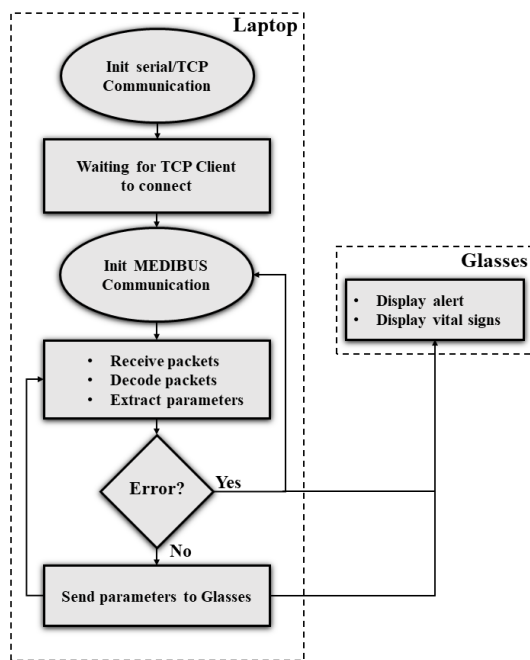 Laptop
Init serial/TCP
Communication
Waiting for TCP Client
to connect
Init MEDIBUS
Communication
Glasses
• Display alert
• Display vital signs
• Receive packets
• Decode packets
• Extract parameters
Error?
Yes
No
Send parameters to Glasses